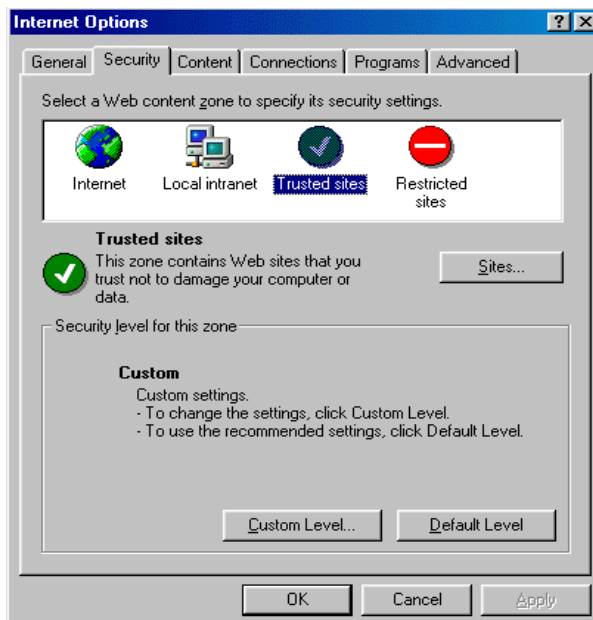 Internet Options
General Security Content Connections Programs Advanced
Select a Web content zone to specify its security settings.
Internet Local intranet Trusted sites Restricted
sites
Trusted sites
This zone contains Web sites that you
trust not to damage your computer or
data.
Sites...
Security level for this zone
Custom
Custom settings.
- To change the settings, click Custom Level.
- To use the recommended settings, click Default Level.
Custom Level... Default Level
OK Cancel Apply